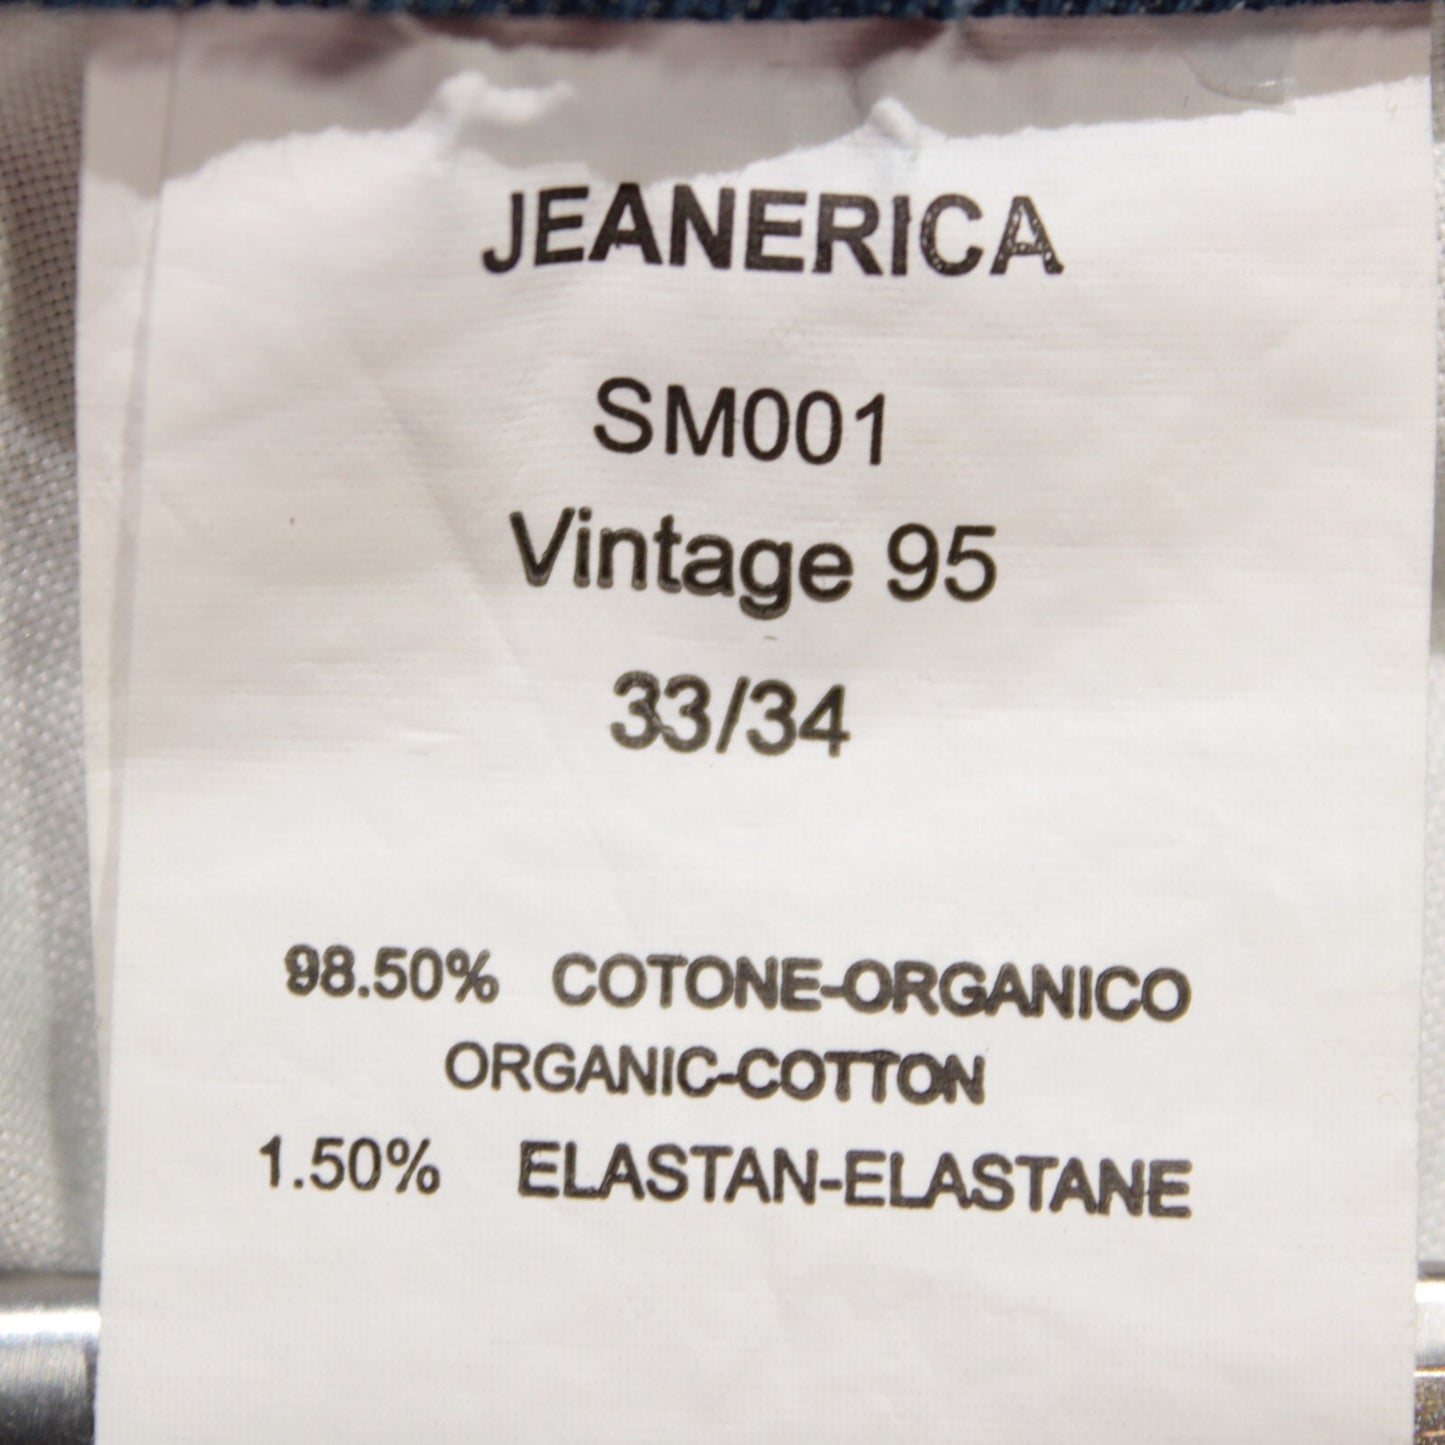 JEANERICA
SM001
Vintage 95
33/34
98.50% COTONE-ORGANICO
ORGANIC-COTTON
1.50% ELASTAN-ELASTANE